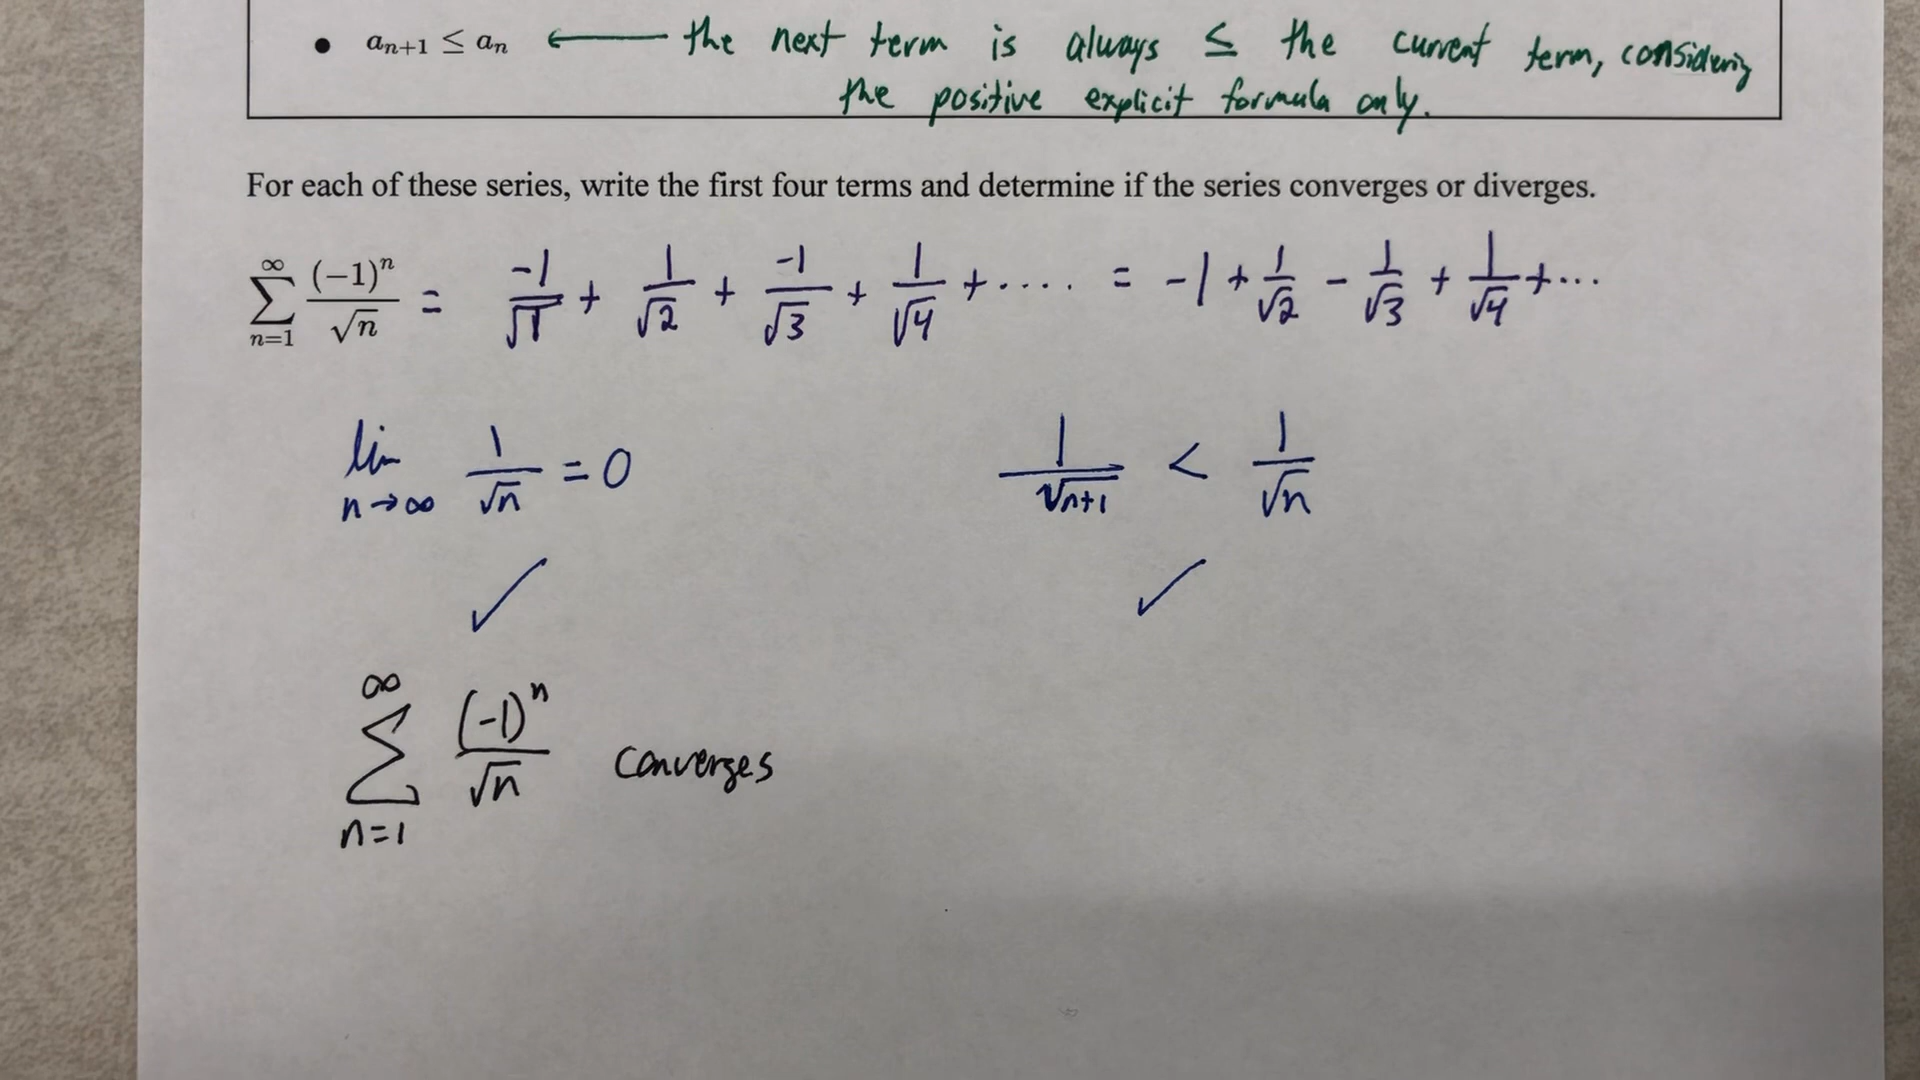 • aₙ₊₁ ≤ aₙ ← the next term is always ≤ the current term, considering
the positive explicit formula only.
For each of these series, write the first four terms and determine if the series converges or diverges.
∑_{n=1}^{∞} (-1)ⁿ/√n = -1/√1 + 1/√2 + -1/√3 + 1/√4 + .... = -1 + 1/√2 - 1/√3 + 1/√4 + ...
lim_{n→∞} 1/√n = 0    1/√(n+1) < 1/√n
✓    ✓
∑_{n=1}^{∞} (-1)ⁿ/√n converges